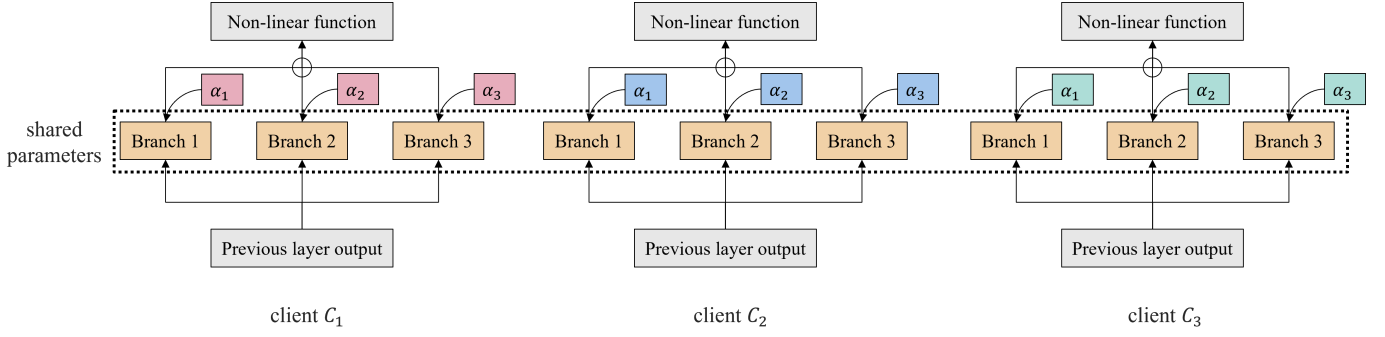 Non-linear function Non-linear function Non-linear function
α₁ α₂ α₃ α₁ α₂ α₃ α₁ α₂ α₃
shared
parameters
Branch 1 Branch 2 Branch 3 Branch 1 Branch 2 Branch 3 Branch 1 Branch 2 Branch 3
Previous layer output Previous layer output Previous layer output
client C₁ client C₂ client C₃